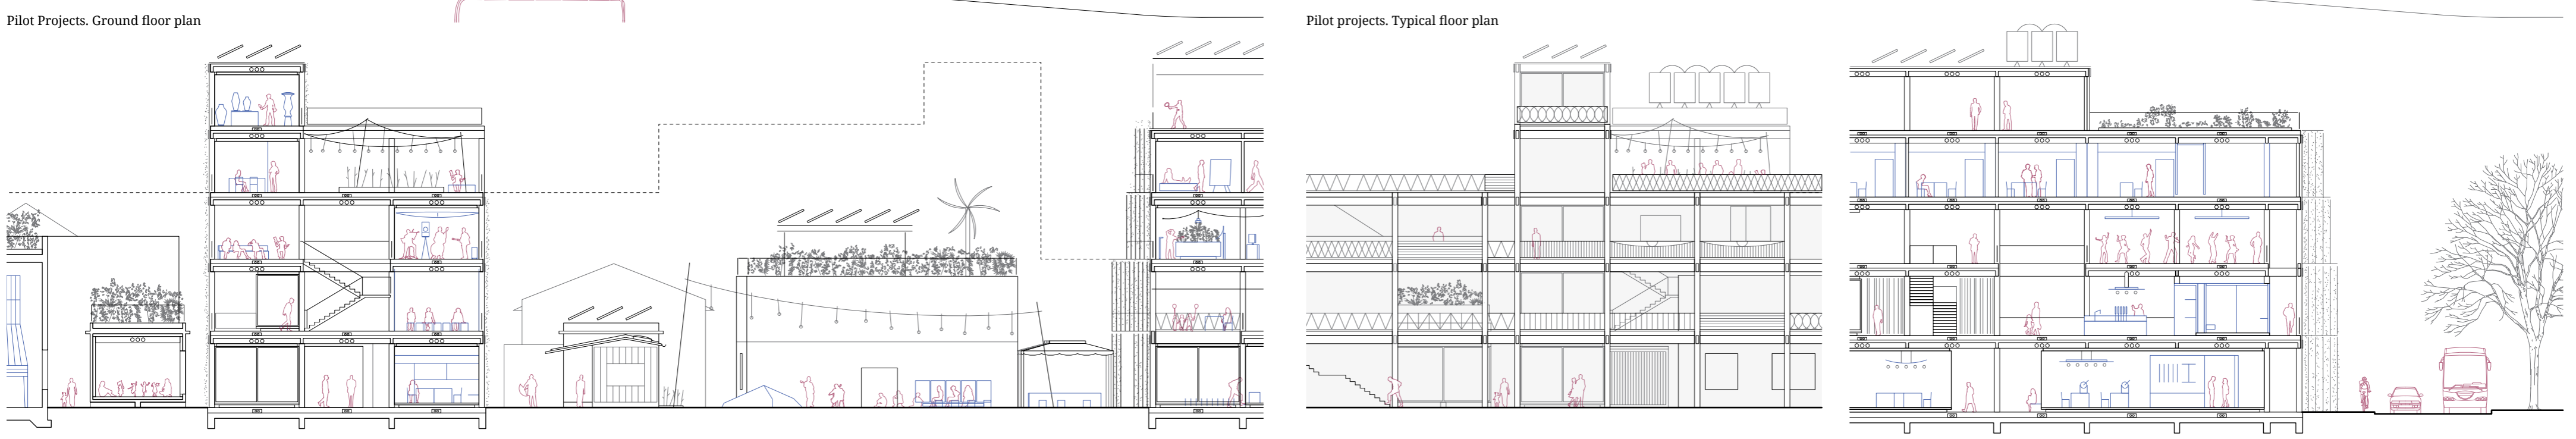 Pilot Projects. Ground floor plan
Pilot projects. Typical floor plan